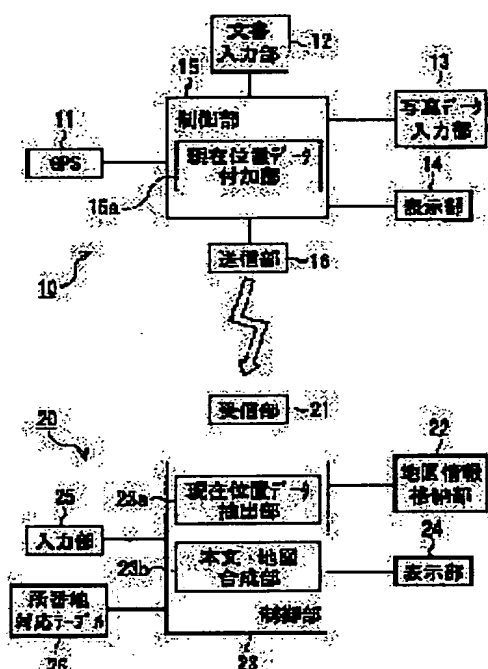 文書
入力部
12
15
13
制御部
写真データ
入力部
11
GPS
現在位置データ
付加部
14
表示部
15a
送信部
16
10
受信部
21
20
22
23a
現在位置データ
抽出部
地図情報
格納部
25
入力部
23b
本文・地図
合成部
24
表示部
所番地
対応テーブル
制御部
26
23